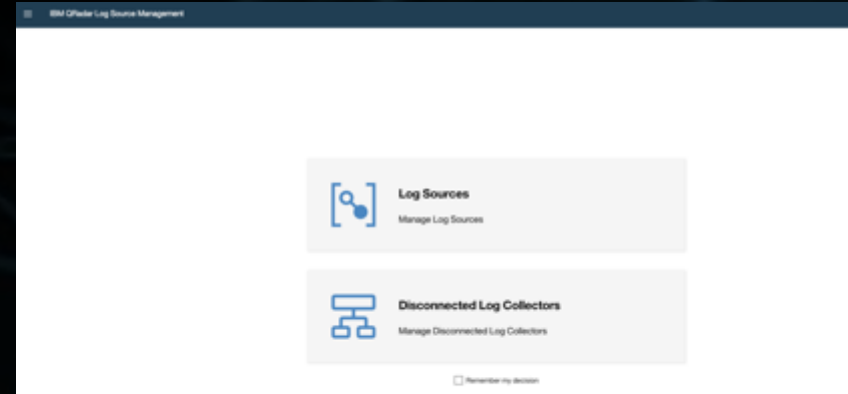 IBM QRadar Log Source Management
Log Sources
Manage Log Sources
Disconnected Log Collectors
Manage Disconnected Log Collectors
Remember my decision